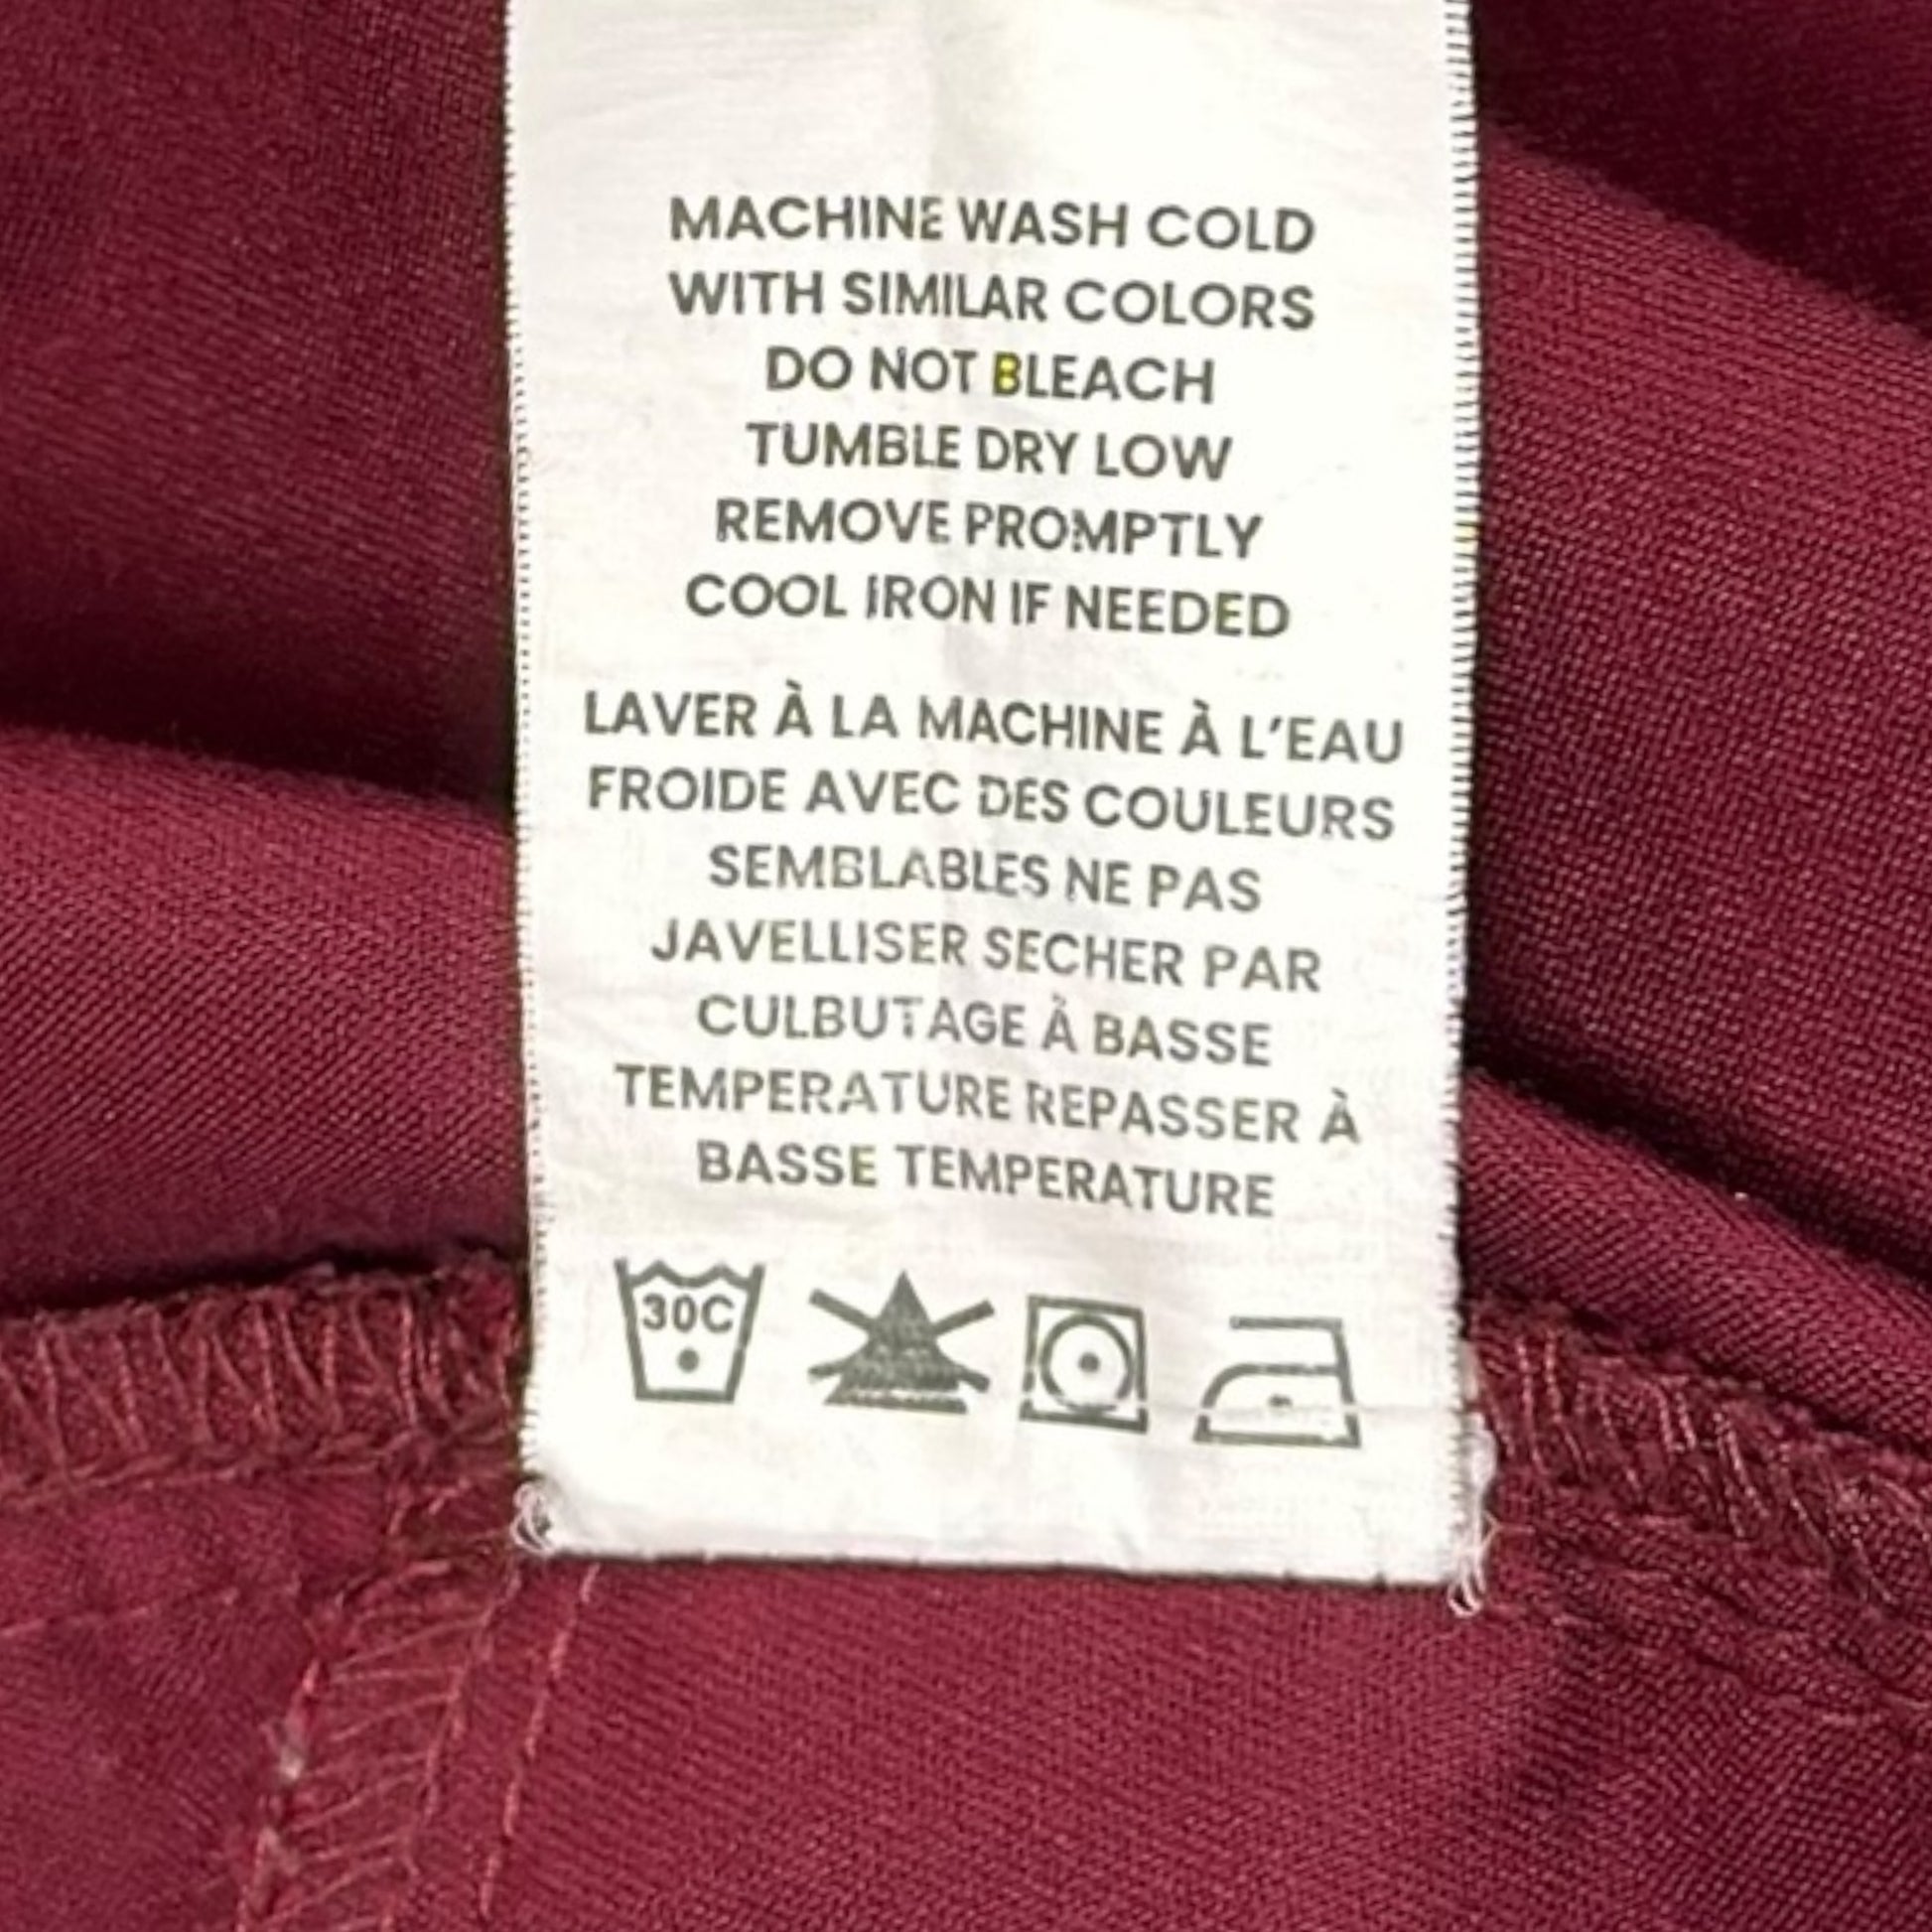 MACHINE WASH COLD
WITH SIMILAR COLORS
DO NOT BLEACH
TUMBLE DRY LOW
REMOVE PROMPTLY
COOL IRON IF NEEDED
LAVER À LA MACHINE À L'EAU
FROIDE AVEC DES COULEURS
SEMBLABLES NE PAS
JAVELLISER SECHER PAR
CULBUTAGE À BASSE
TEMPERATURE REPASSER À
BASSE TEMPERATURE
30C